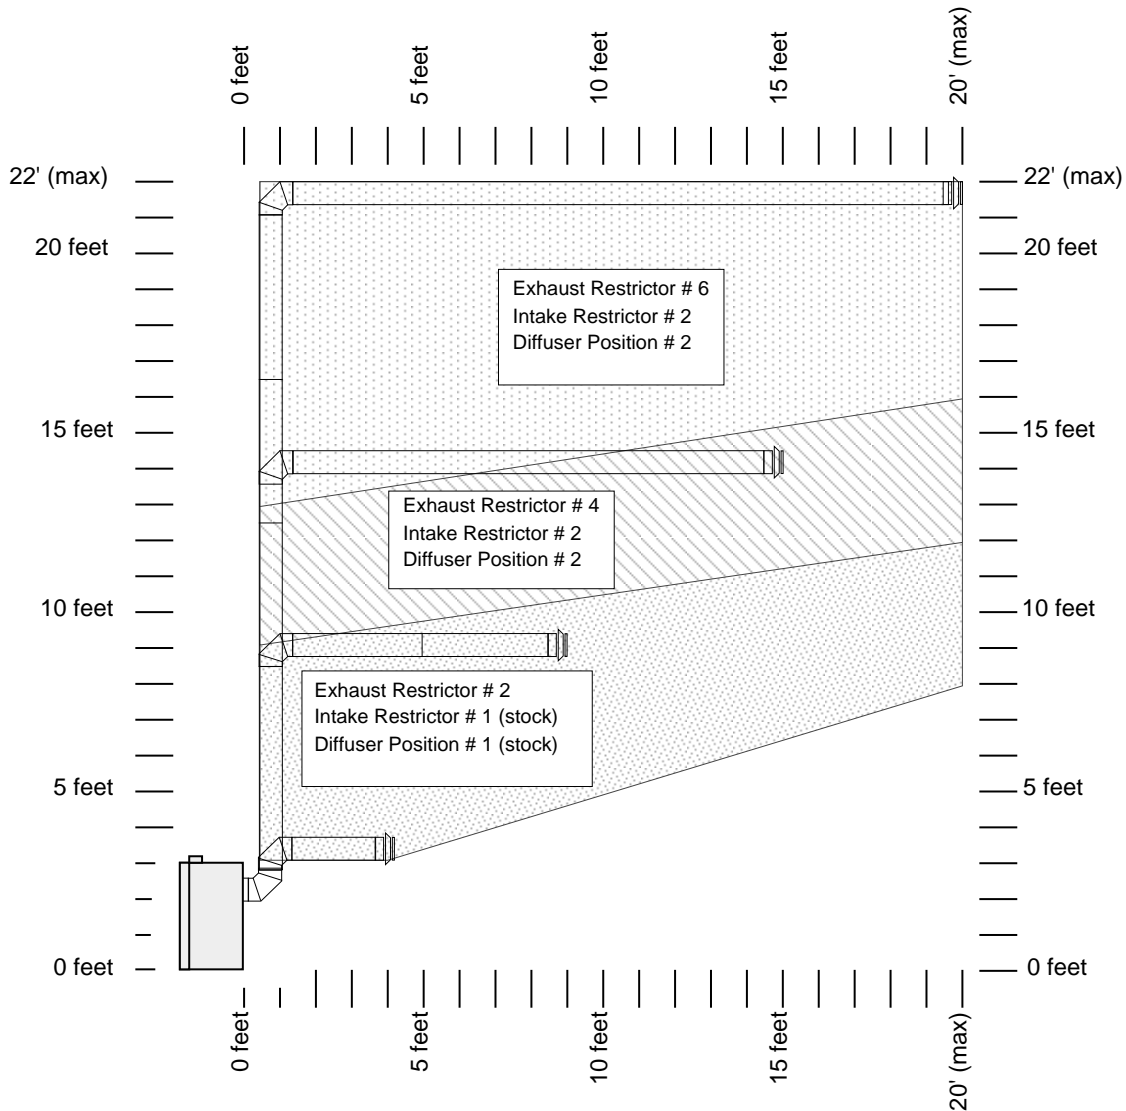 0 feet
5 feet
10 feet
15 feet
20' (max)
22' (max)
22' (max)
20 feet
20 feet
Exhaust Restrictor # 6
Intake Restrictor # 2
Diffuser Position # 2
15 feet
15 feet
Exhaust Restrictor # 4
Intake Restrictor # 2
Diffuser Position # 2
10 feet
10 feet
Exhaust Restrictor # 2
Intake Restrictor # 1 (stock)
Diffuser Position # 1 (stock)
5 feet
5 feet
0 feet
0 feet
0 feet
5 feet
10 feet
15 feet
20' (max)